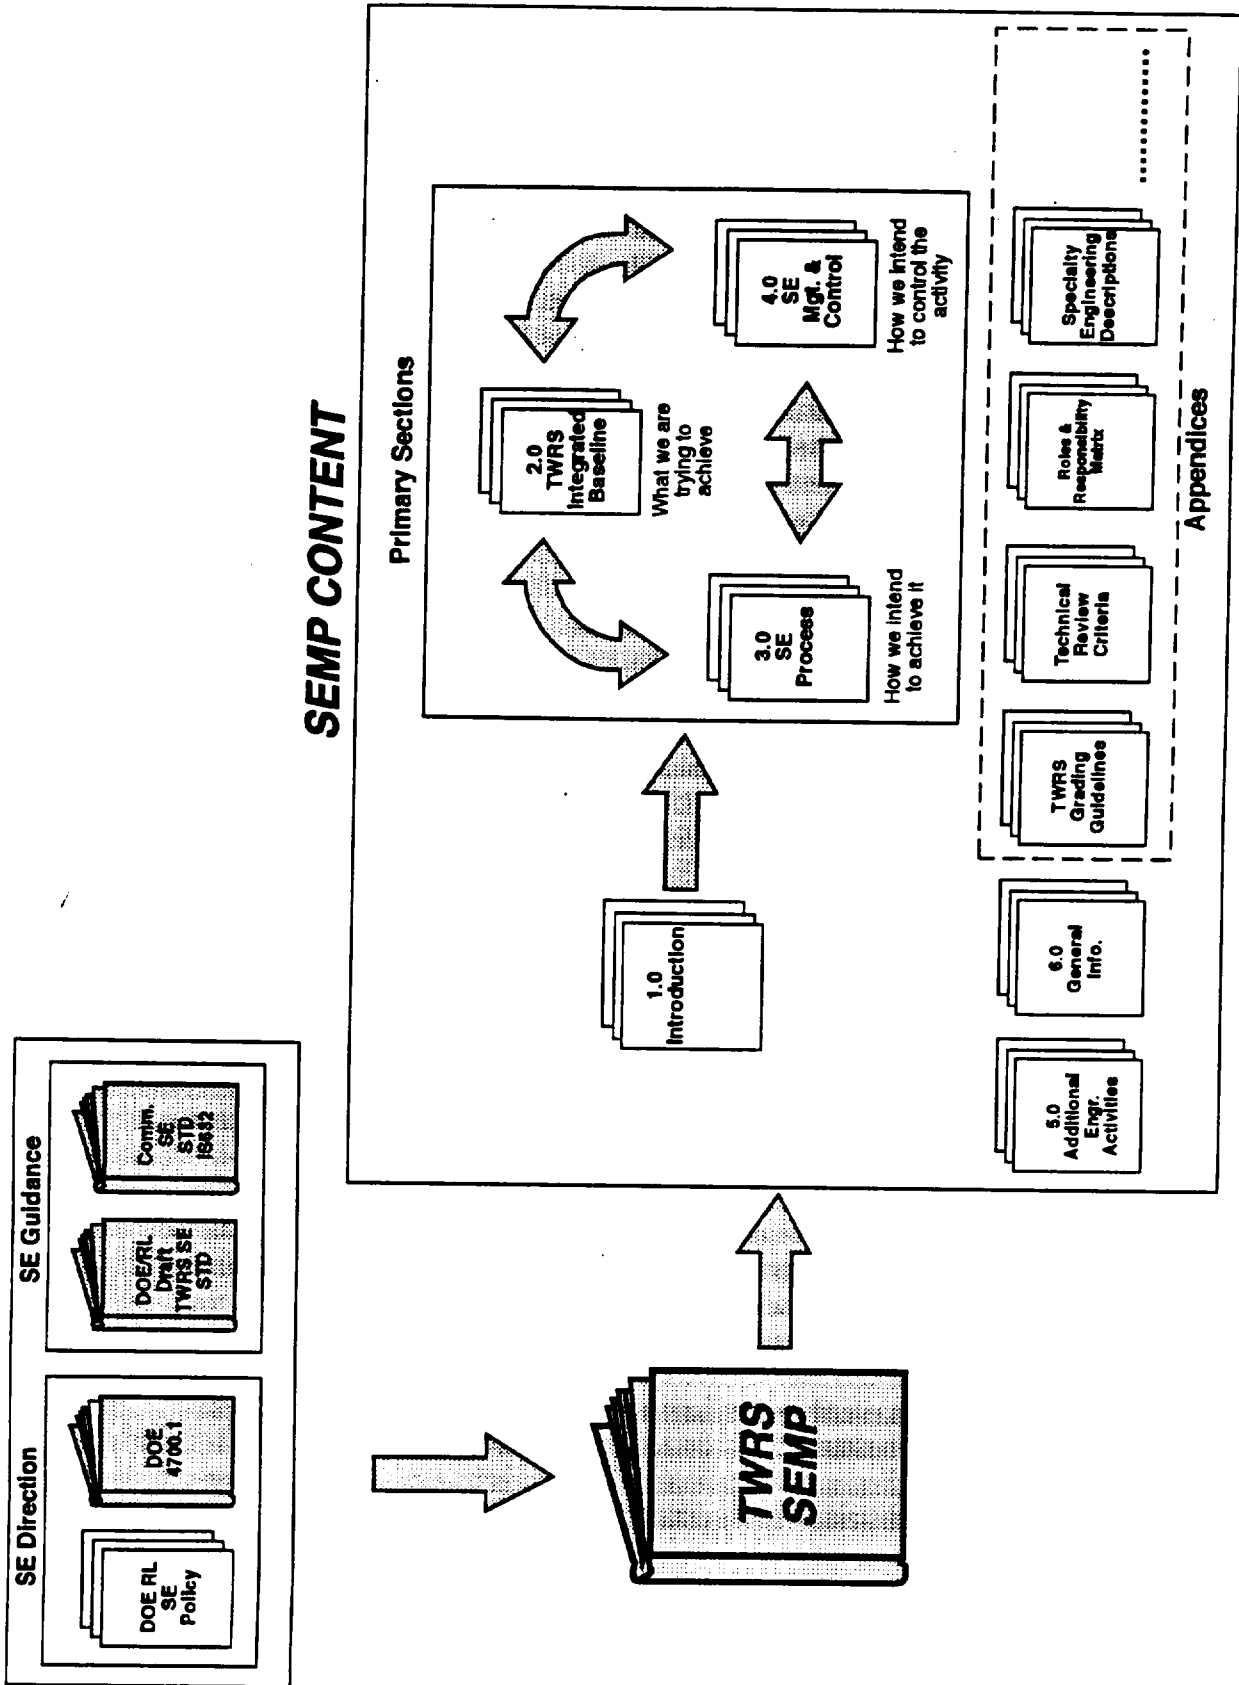 SEMP CONTENT
SE Direction
DOE RL
SE
Policy
DOE
4700.1
SE Guidance
DOE/RL
Draft
TWRS SE
STD
Comm.
SE
STD
IS632
TWRS
SEMP
Primary Sections
1.0
Introduction
2.0
TWRS
Integrated
Baseline
What we are
trying to
achieve
3.0
SE
Process
How we intend
to achieve it
4.0
SE
Mgt. &
Control
How we intend
to control the
activity
5.0
Additional
Engr.
Activities
6.0
General
Info.
TWRS
Grading
Guidelines
Technical
Review
Criteria
Roles &
Responsibility
Matrix
Specialty
Engineering
Descriptions
..............
Appendices